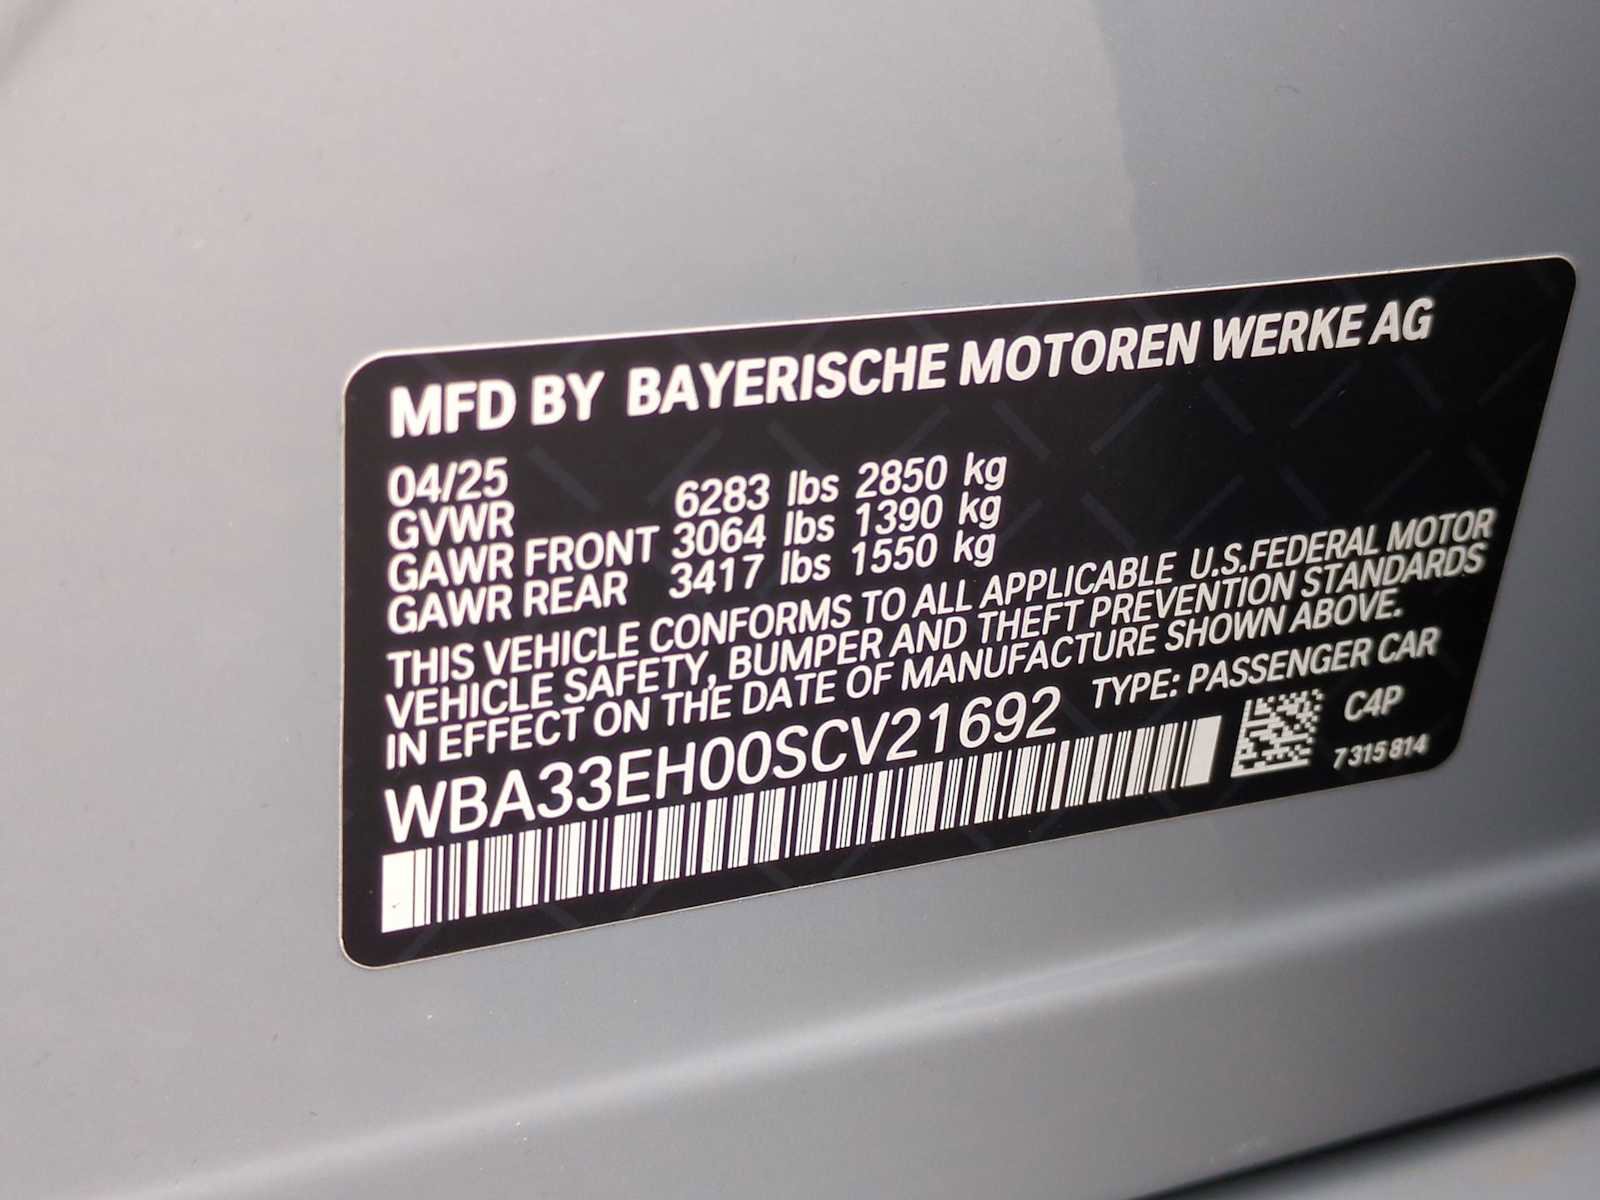 MFD BY BAYERISCHE MOTOREN WERKE AG
04/25
GVWR 6283 lbs 2850 kg
GAWR FRONT 3064 lbs 1390 kg
GAWR REAR 3417 lbs 1550 kg
THIS VEHICLE CONFORMS TO ALL APPLICABLE U.S.FEDERAL MOTOR
VEHICLE SAFETY, BUMPER AND THEFT PREVENTION STANDARDS
IN EFFECT ON THE DATE OF MANUFACTURE SHOWN ABOVE.
WBA33EH00SCV21692 TYPE: PASSENGER CAR
C4P
7 315 814